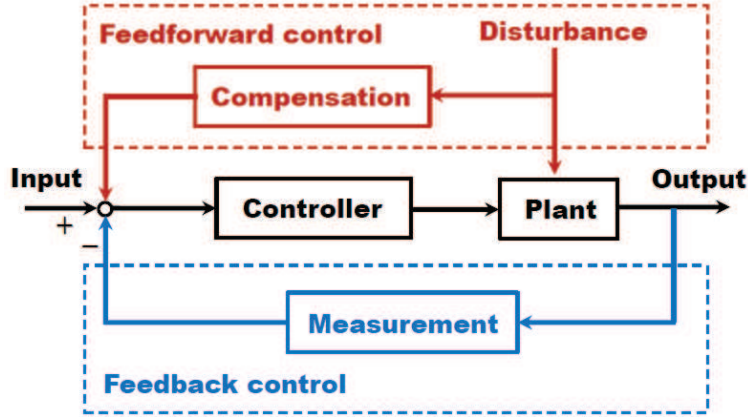 Feedforward control
Disturbance
Compensation
Input
Controller
Plant
Output
+
−
Measurement
Feedback control